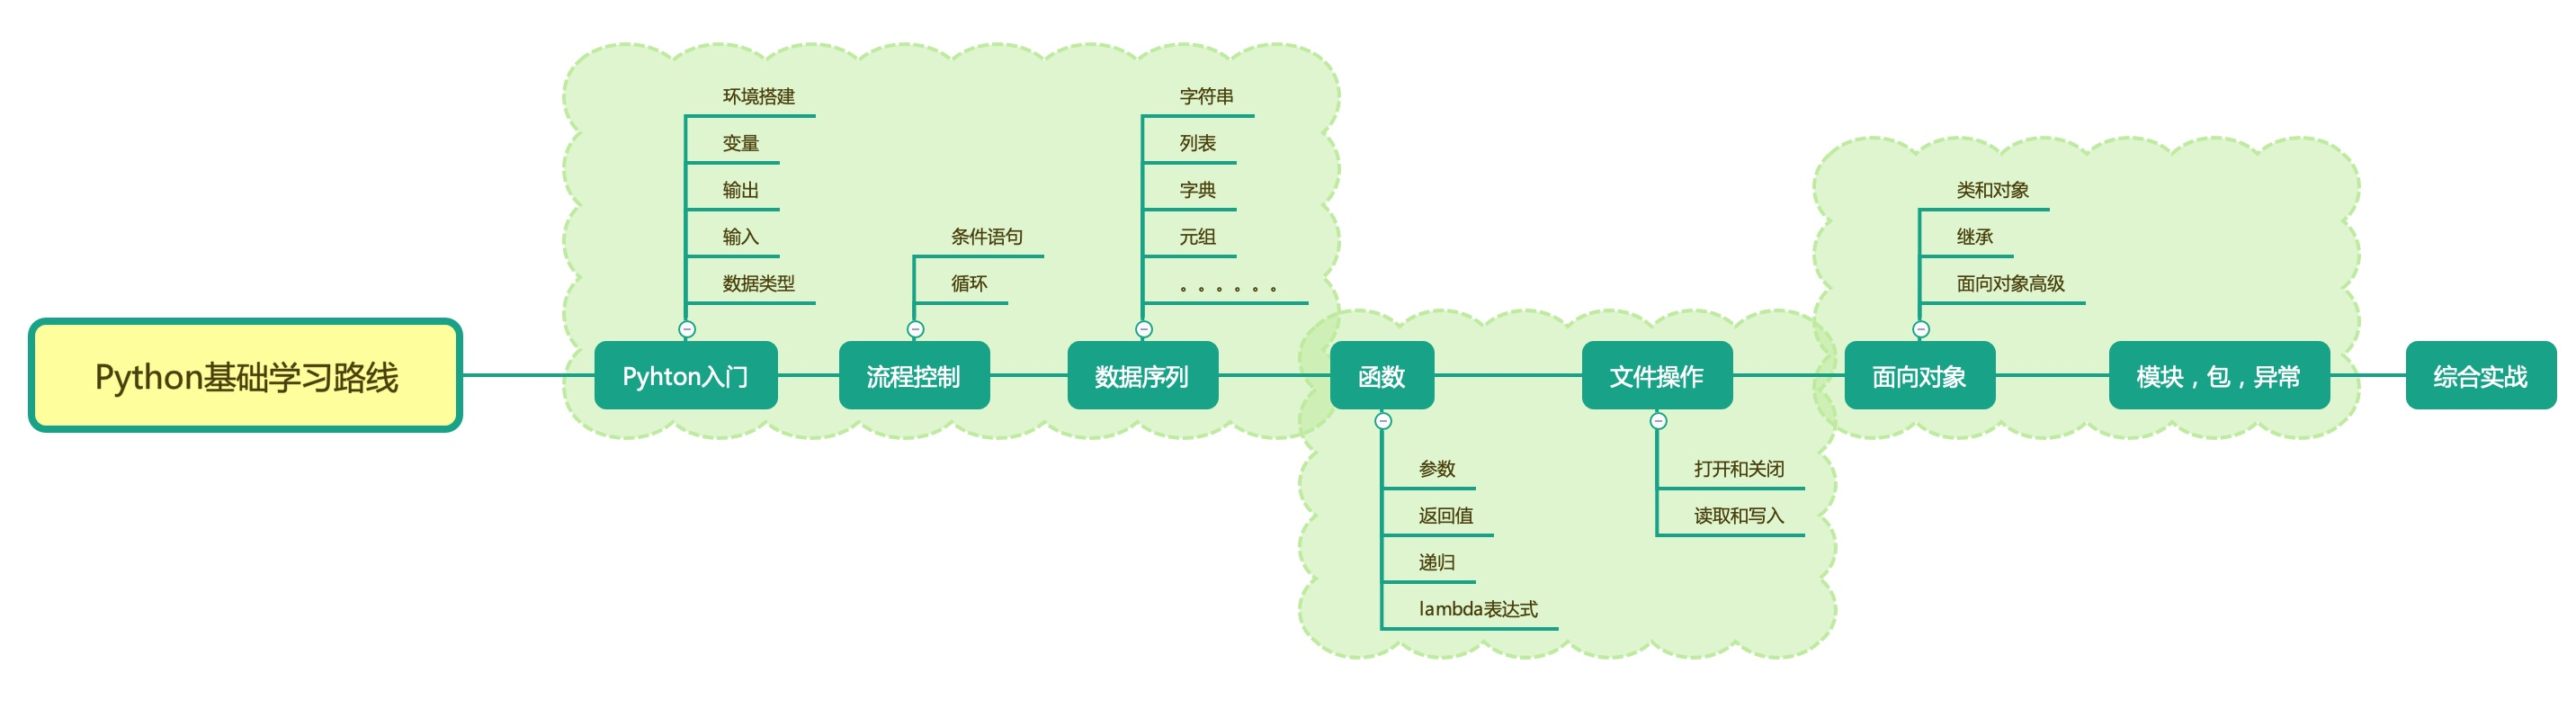 Python基础学习路线
环境搭建
变量
输出
输入
数据类型
Pyhton入门
条件语句
循环
流程控制
字符串
列表
字典
元组
。。。。。。
数据序列
函数
参数
返回值
递归
lambda表达式
文件操作
打开和关闭
读取和写入
类和对象
继承
面向对象高级
面向对象
模块，包，异常
综合实战